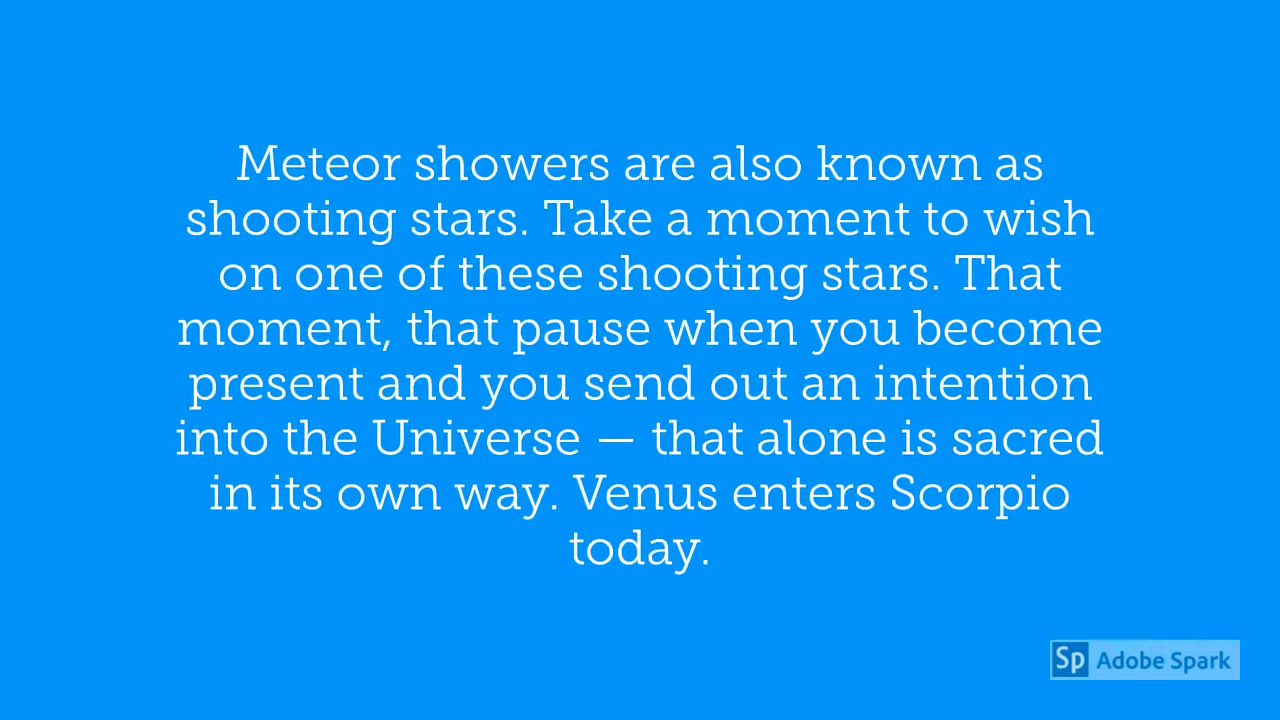 Meteor showers are also known as
shooting stars. Take a moment to wish
on one of these shooting stars. That
moment, that pause when you become
present and you send out an intention
into the Universe — that alone is sacred
in its own way. Venus enters Scorpio
today.
Sp Adobe Spark